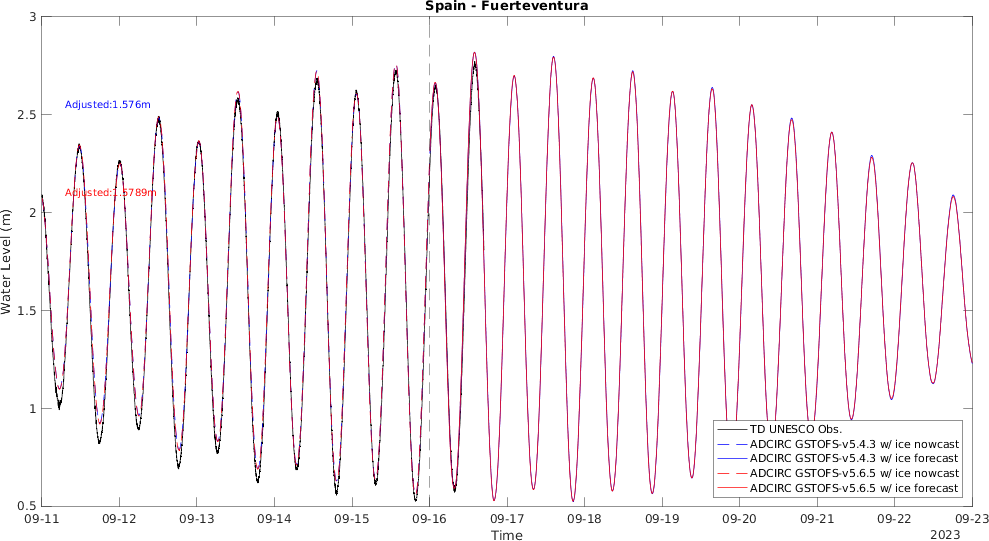 Spain - Fuerteventura
Water Level (m)
3
2.5
2
1.5
1
0.5
Adjusted:1.576m
Adjusted:1.5789m
TD UNESCO Obs.
ADCIRC GSTOFS-v5.4.3 w/ ice nowcast
ADCIRC GSTOFS-v5.4.3 w/ ice forecast
ADCIRC GSTOFS-v5.6.5 w/ ice nowcast
ADCIRC GSTOFS-v5.6.5 w/ ice forecast
09-11 09-12 09-13 09-14 09-15 09-16 09-17 09-18 09-19 09-20 09-21 09-22 09-23
Time
2023